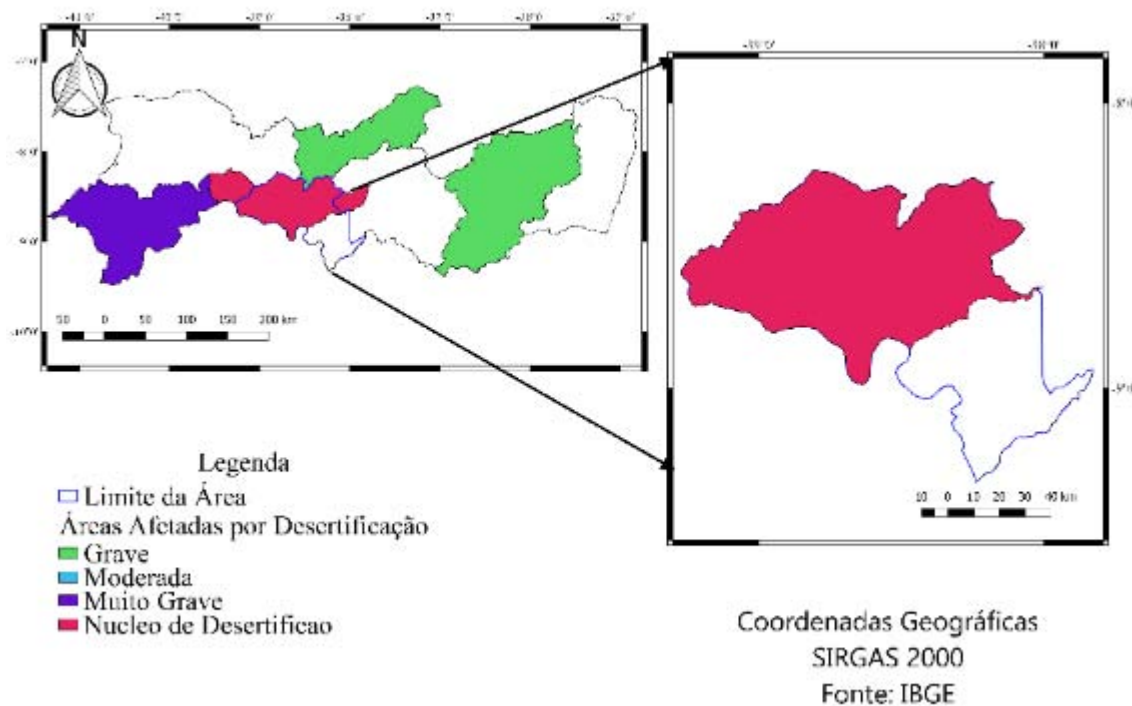 N
50 0 50 100 150 200 km
10 0 10 20 30 40 km
Legenda
Limite da Área
Áreas Afetadas por Desertificação
Grave
Moderada
Muito Grave
Nucleo de Desertificao
Coordenadas Geográficas
SIRGAS 2000
Fonte: IBGE